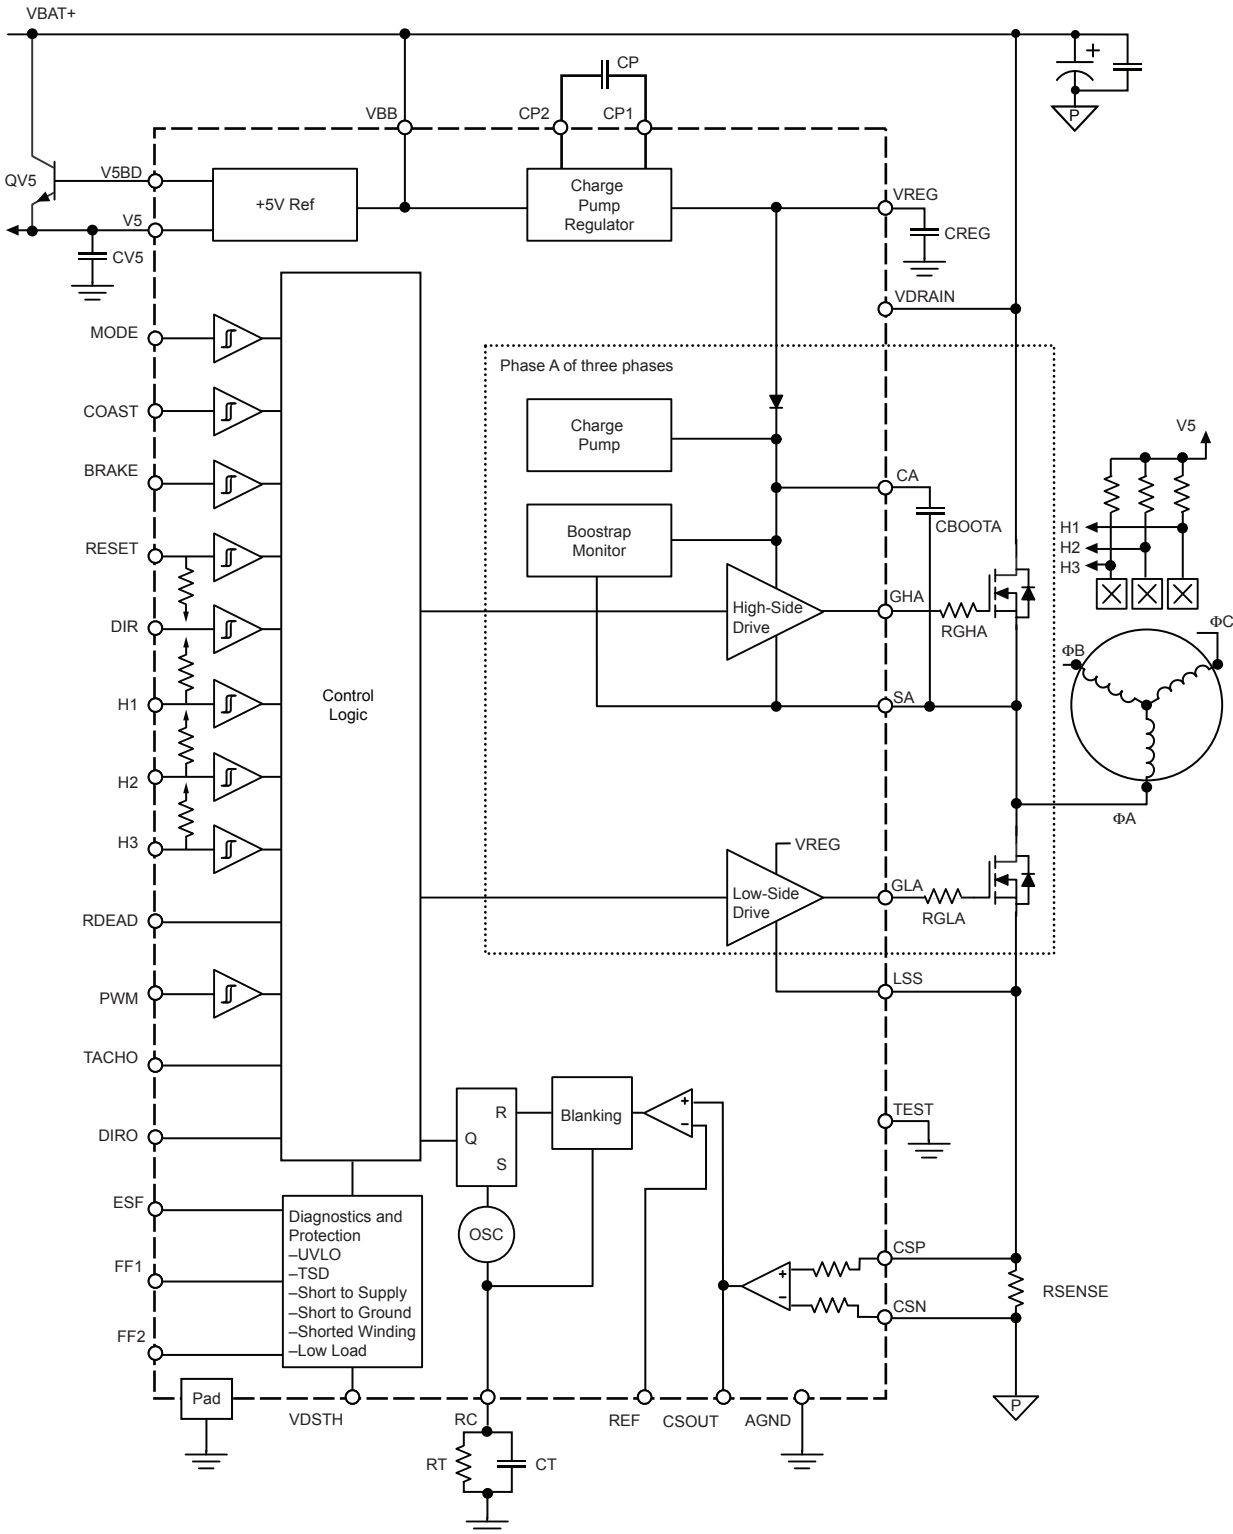 VBAT+
CP
VBB
CP2
CP1
P
QV5
V5BD
+5V Ref
Charge
Pump
Regulator
VREG
V5
CREG
CV5
VDRAIN
MODE
Phase A of three phases
COAST
Charge
Pump
V5
BRAKE
CA
CBOOTA
H1
H2
H3
RESET
Boostrap
Monitor
High-Side
Drive
GHA
RGHA
DIR
ΦC
ΦB
H1
Control
Logic
SA
H2
ΦA
H3
VREG
Low-Side
Drive
GLA
RGLA
RDEAD
LSS
PWM
TACHO
R
Q
S
Blanking
+
–
TEST
DIRO
ESF
Diagnostics and
Protection
–UVLO
–TSD
–Short to Supply
–Short to Ground
–Shorted Winding
–Low Load
OSC
CSP
+
–
CSN
RSENSE
FF1
FF2
Pad
VDSTH
RC
REF
CSOUT
AGND
P
RT
CT
+